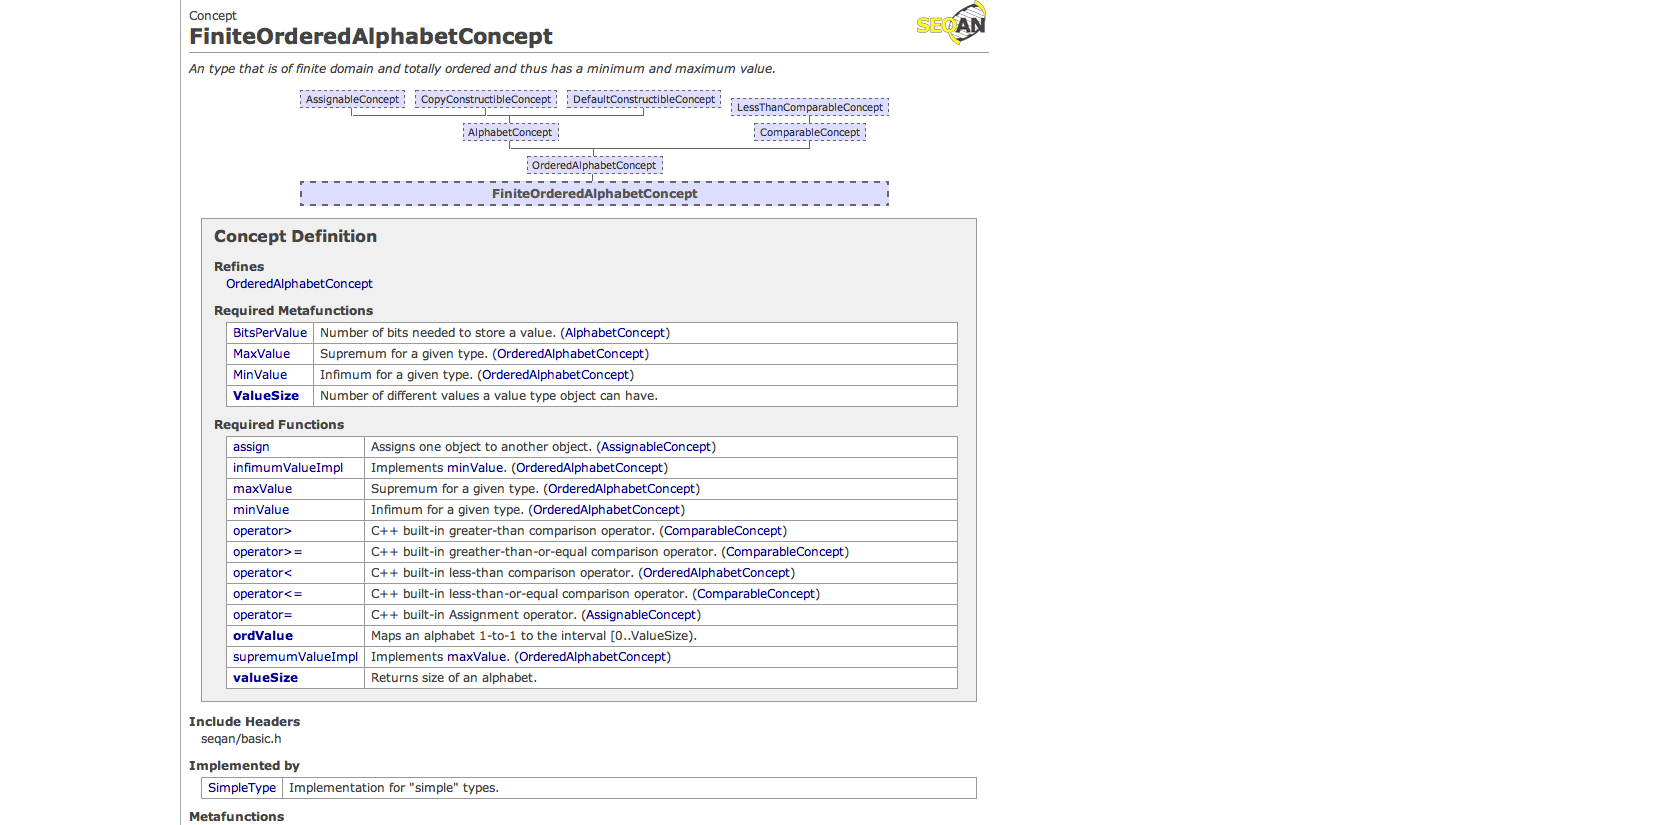 Concept
FiniteOrderedAlphabetConcept
SEQAN
An type that is of finite domain and totally ordered and thus has a minimum and maximum value.
AssignableConcept CopyConstructibleConcept DefaultConstructibleConcept LessThanComparableConcept
AlphabetConcept ComparableConcept
OrderedAlphabetConcept
FiniteOrderedAlphabetConcept
Concept Definition
Refines
OrderedAlphabetConcept
Required Metafunctions
BitsPerValue Number of bits needed to store a value. (AlphabetConcept)
MaxValue Supremum for a given type. (OrderedAlphabetConcept)
MinValue Infimum for a given type. (OrderedAlphabetConcept)
ValueSize Number of different values a value type object can have.
Required Functions
assign Assigns one object to another object. (AssignableConcept)
infimumValueImpl Implements minValue. (OrderedAlphabetConcept)
maxValue Supremum for a given type. (OrderedAlphabetConcept)
minValue Infimum for a given type. (OrderedAlphabetConcept)
operator> C++ built-in greater-than comparison operator. (ComparableConcept)
operator>= C++ built-in greather-than-or-equal comparison operator. (ComparableConcept)
operator< C++ built-in less-than comparison operator. (OrderedAlphabetConcept)
operator<= C++ built-in less-than-or-equal comparison operator. (ComparableConcept)
operator= C++ built-in Assignment operator. (AssignableConcept)
ordValue Maps an alphabet 1-to-1 to the interval [0..ValueSize).
supremumValueImpl Implements maxValue. (OrderedAlphabetConcept)
valueSize Returns size of an alphabet.
Include Headers
seqan/basic.h
Implemented by
SimpleType Implementation for "simple" types.
Metafunctions